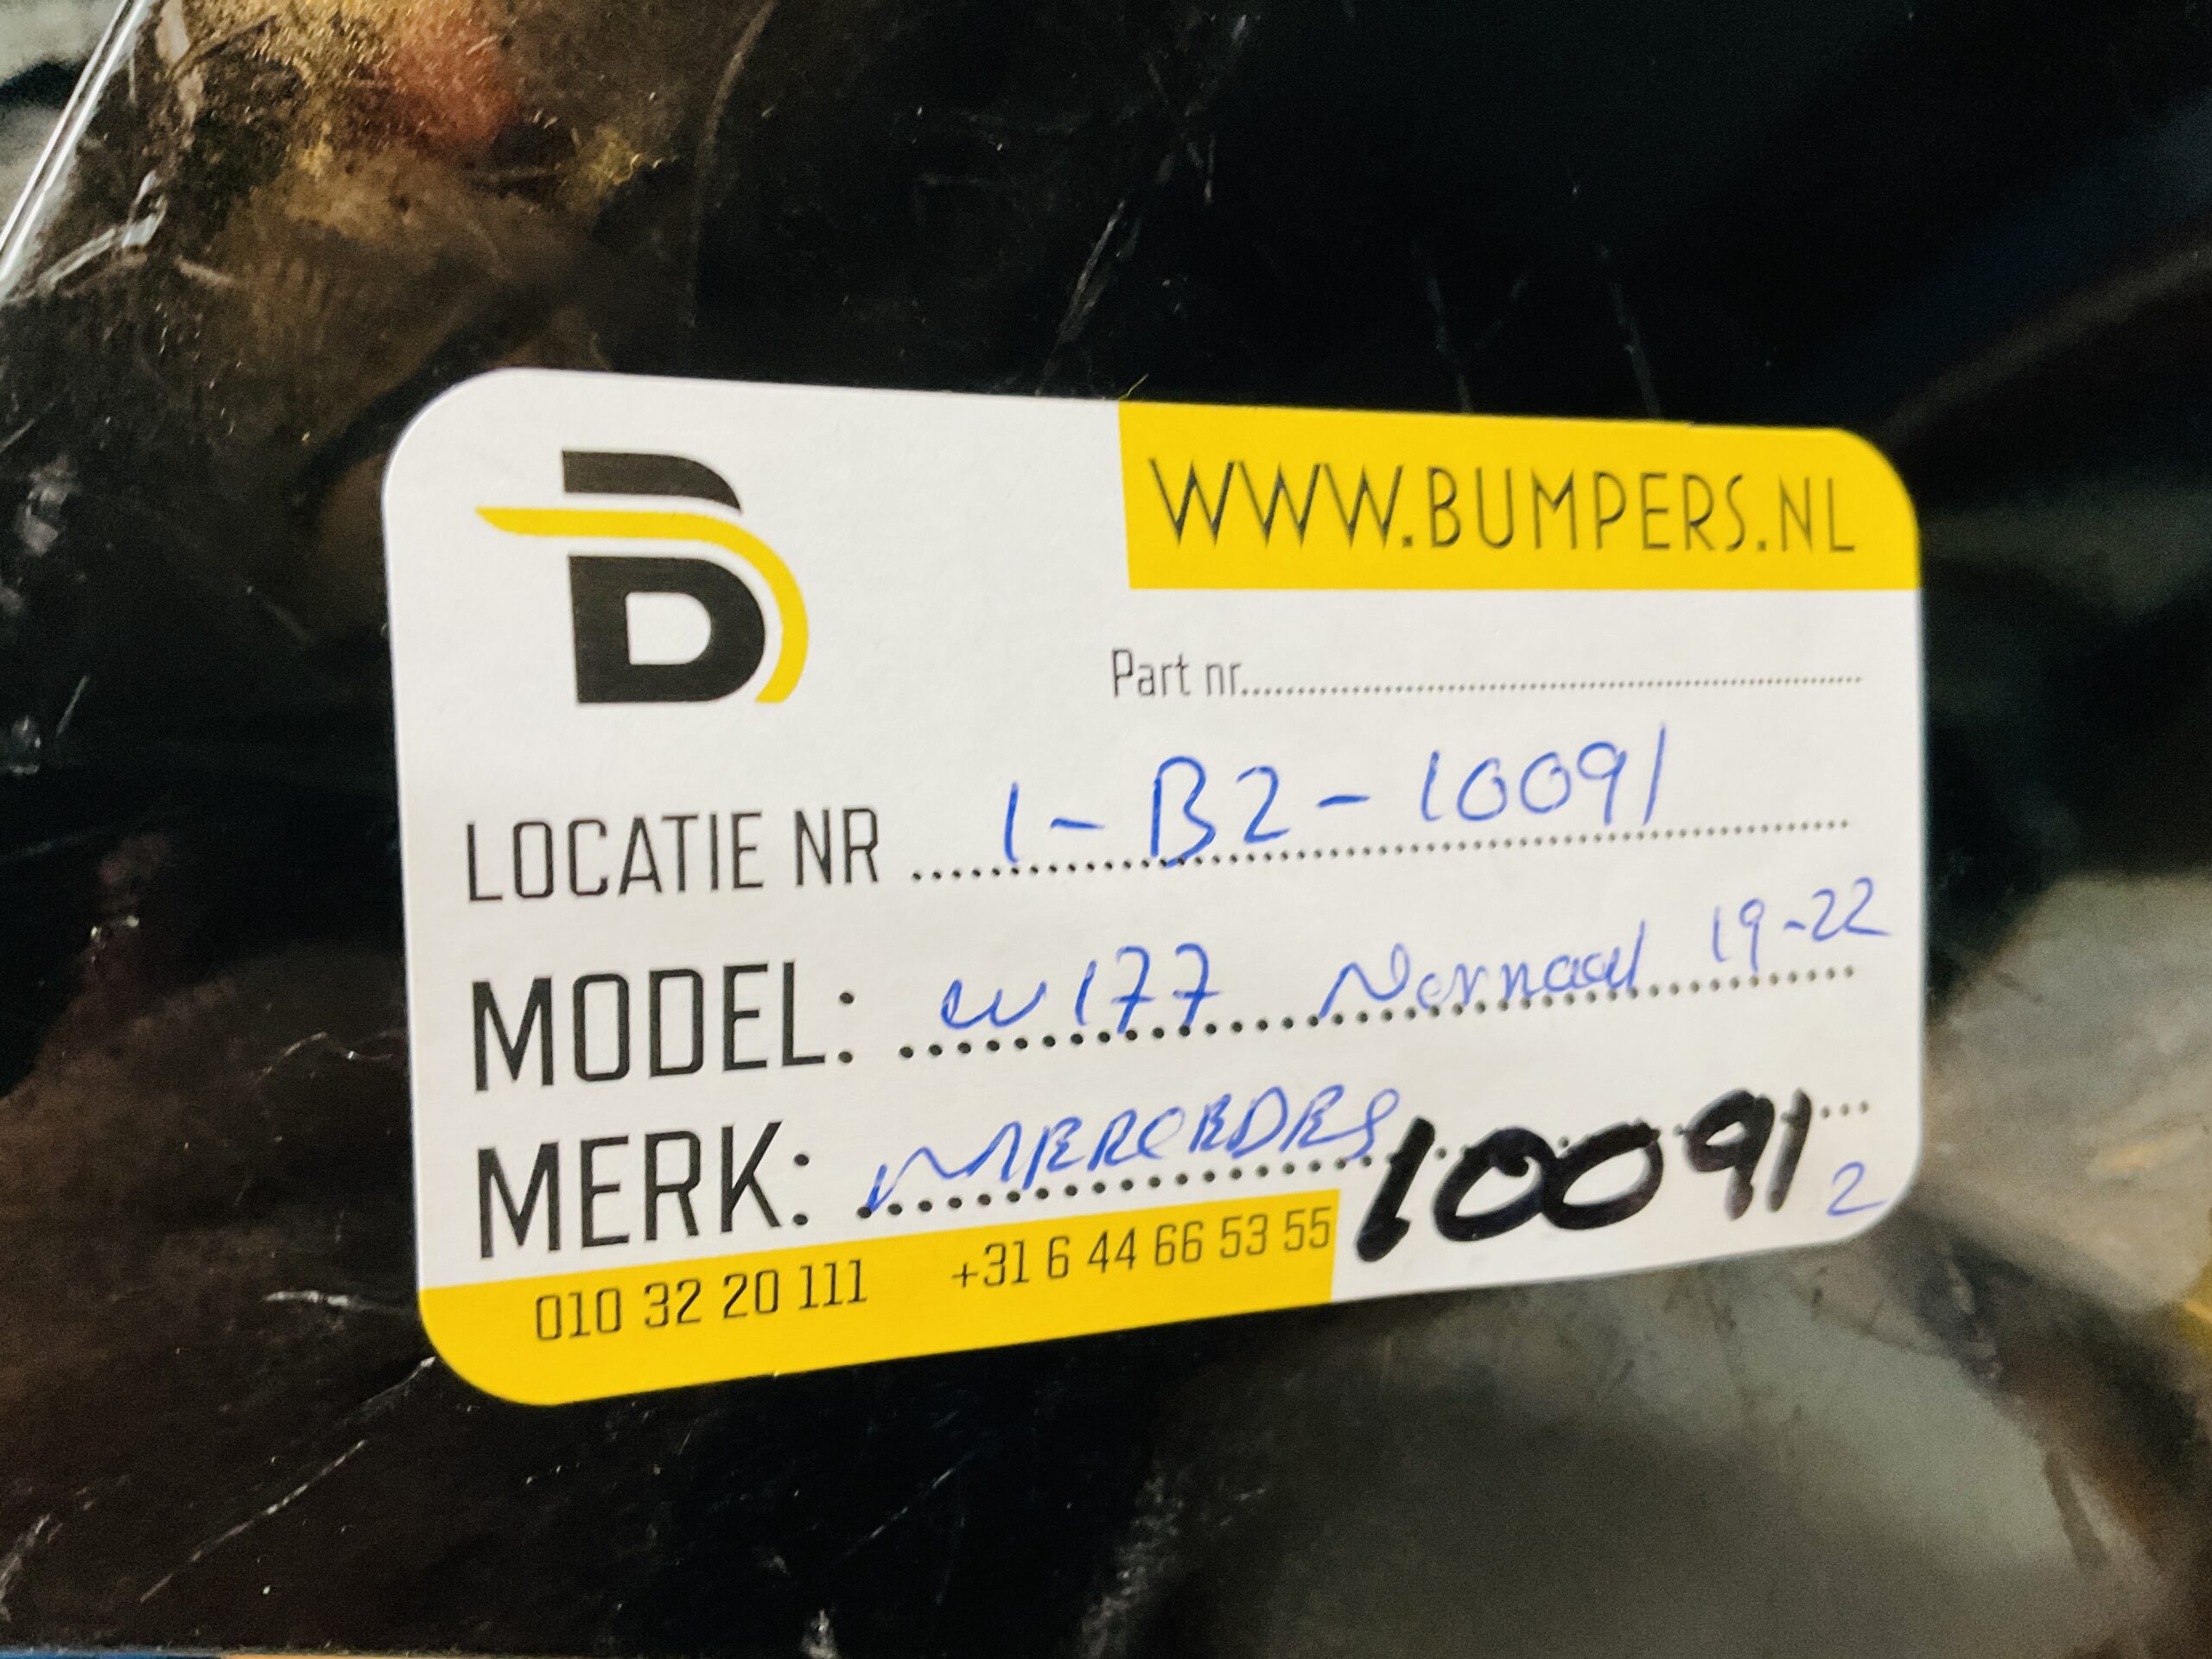 B
WWW.BUMPERS.NL
Part nr......
LOCATIE NR ...... 1-B2-10091
MODEL: ...... W177 Normaal 19-22
MERK: ...... MERCEDES 10091 2
010 32 20 111 +31 6 44 66 53 55